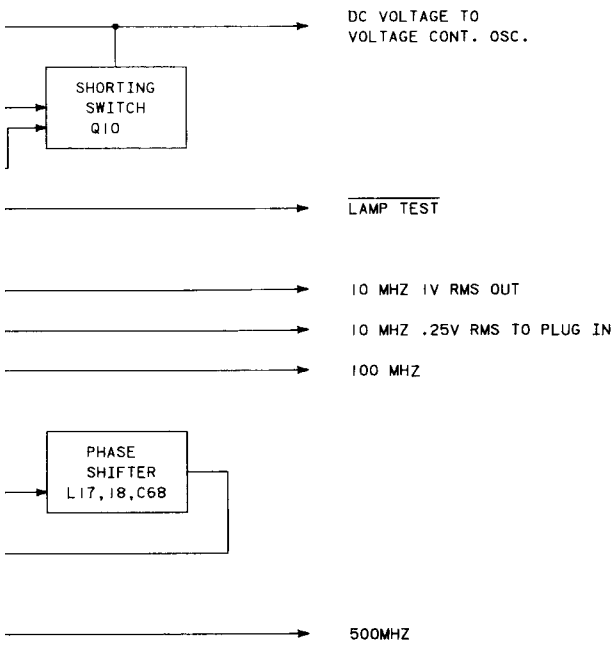 DC VOLTAGE TO
VOLTAGE CONT. OSC.
SHORTING
SWITCH
Q10
LAMP TEST
10 MHZ 1V RMS OUT
10 MHZ .25V RMS TO PLUG IN
100 MHZ
PHASE
SHIFTER
L17,18,C68
500MHZ